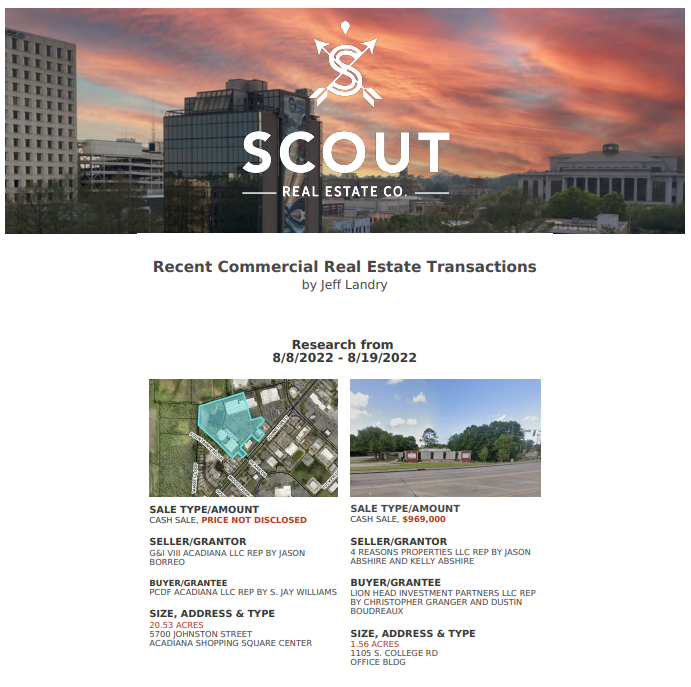 SCOUT
REAL ESTATE CO.
Recent Commercial Real Estate Transactions
by Jeff Landry
Research from
8/8/2022 - 8/19/2022
SALE TYPE/AMOUNT
CASH SALE, PRICE NOT DISCLOSED
SELLER/GRANTOR
G&I VIII ACADIANA LLC REP BY JASON
BORREO
BUYER/GRANTEE
PCDF ACADIANA LLC REP BY S. JAY WILLIAMS
SIZE, ADDRESS & TYPE
20.53 ACRES
5700 JOHNSTON STREET
ACADIANA SHOPPING SQUARE CENTER
SALE TYPE/AMOUNT
CASH SALE, $969,000
SELLER/GRANTOR
4 REASONS PROPERTIES LLC REP BY JASON
ABSHIRE AND KELLY ABSHIRE
BUYER/GRANTEE
LION HEAD INVESTMENT PARTNERS LLC REP
BY CHRISTOPHER GRANGER AND DUSTIN
BOUDREAUX
SIZE, ADDRESS & TYPE
1.56 ACRES
1105 S. COLLEGE RD
OFFICE BLDG